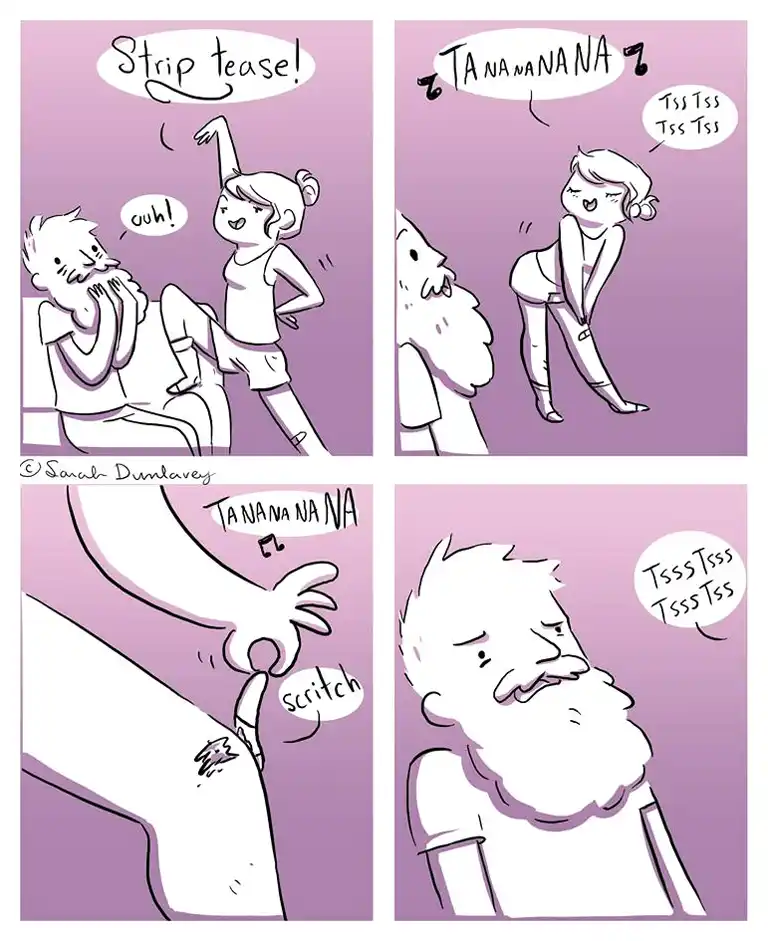 Strip tease!
ouh!
TANANANANA
Tss Tss
Tss Tss
© Sarah Dunlavey
TANANANANA
scritch
TsssTsss
TsssTss